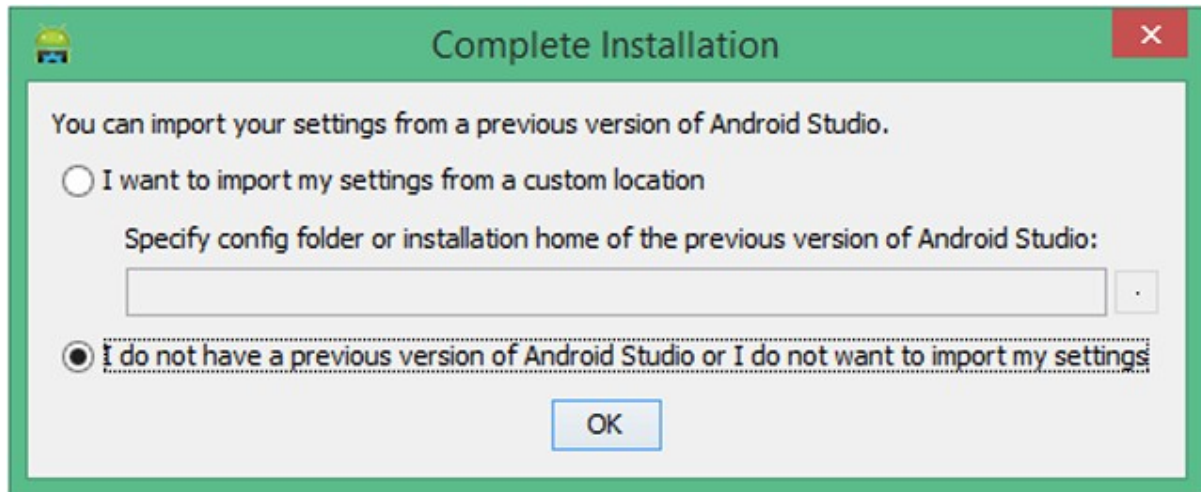 Complete Installation
You can import your settings from a previous version of Android Studio.
I want to import my settings from a custom location
Specify config folder or installation home of the previous version of Android Studio:
.
I do not have a previous version of Android Studio or I do not want to import my settings
OK